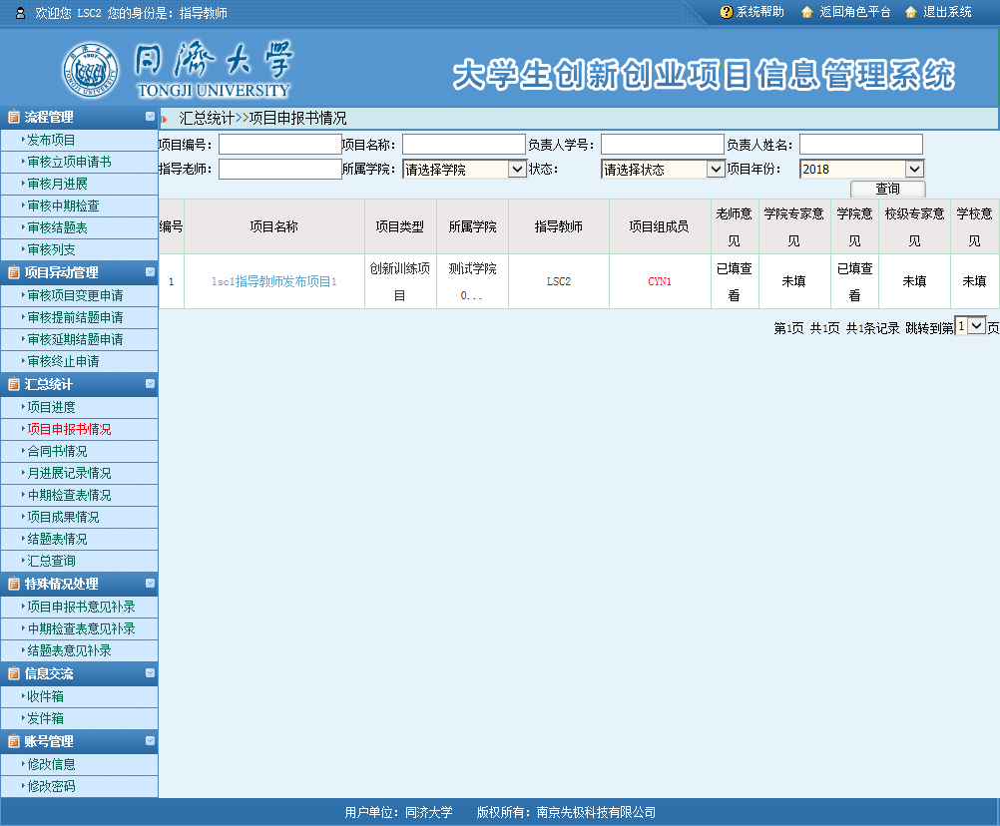 欢迎您 LSC2 您的身份是：指导教师 系统帮助 返回角色平台 退出系统
同济大学
TONGJI UNIVERSITY
大学生创新创业项目信息管理系统
流程管理
发布项目
审核立项申请书
审核月进展
审核中期检查
审核结题表
审核列支
项目异动管理
审核项目变更申请
审核提前结题申请
审核延期结题申请
审核终止申请
汇总统计
项目进度
项目申报书情况
合同书情况
月进展记录情况
中期检查表情况
项目成果情况
结题表情况
汇总查询
特殊情况处理
项目申报书意见补录
中期检查表意见补录
结题表意见补录
信息交流
收件箱
发件箱
账号管理
修改信息
修改密码
汇总统计>>项目申报书情况
项目编号： 项目名称： 负责人学号： 负责人姓名：
指导老师： 所属学院： 请选择学院 状态： 请选择状态 项目年份： 2018
查询
编号 项目名称 项目类型 所属学院 指导教师 项目组成员 老师意见 学院专家意见 学院意见 校级专家意见 学校意见
1 lsc1指导教师发布项目1 创新训练项目 测试学院0... LSC2 CYN1 已填查看 未填 已填查看 未填 未填
第1页 共1页 共1条记录 跳转到第 1 页
用户单位：同济大学 版权所有：南京先极科技有限公司